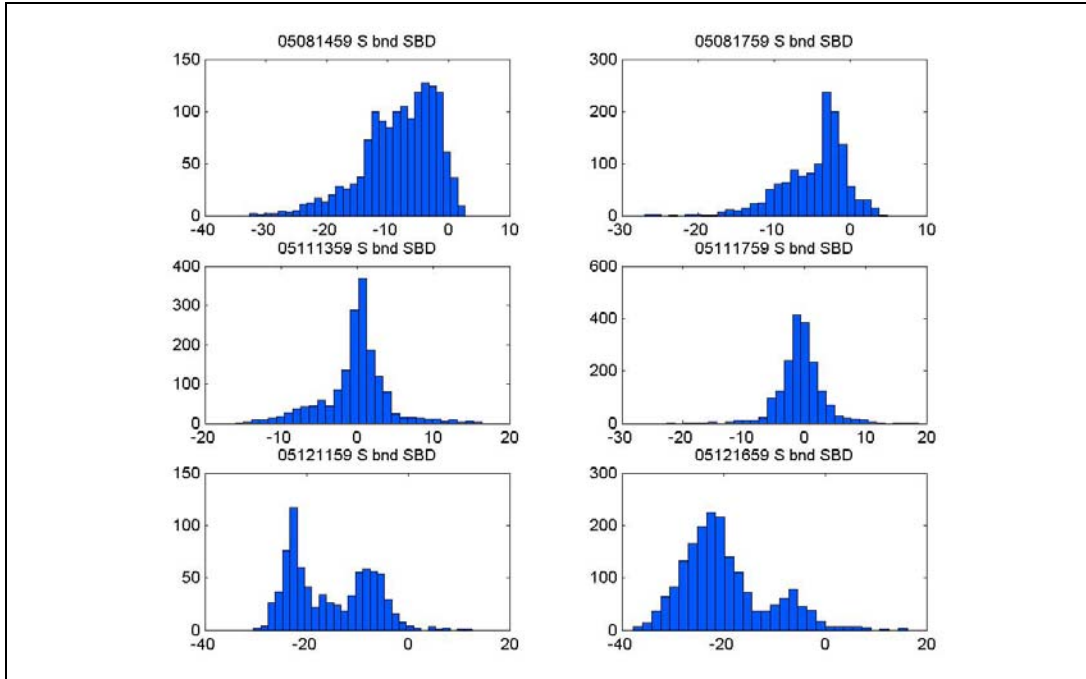 05081459 S bnd SBD
05081759 S bnd SBD
150
100
50
0
-40 -30 -20 -10 0 10
300
200
100
0
-30 -20 -10 0 10
05111359 S bnd SBD
05111759 S bnd SBD
400
300
200
100
0
-20 -10 0 10 20
600
400
200
0
-30 -20 -10 0 10 20
05121159 S bnd SBD
05121659 S bnd SBD
150
100
50
0
-40 -20 0 20
300
200
100
0
-40 -20 0 20